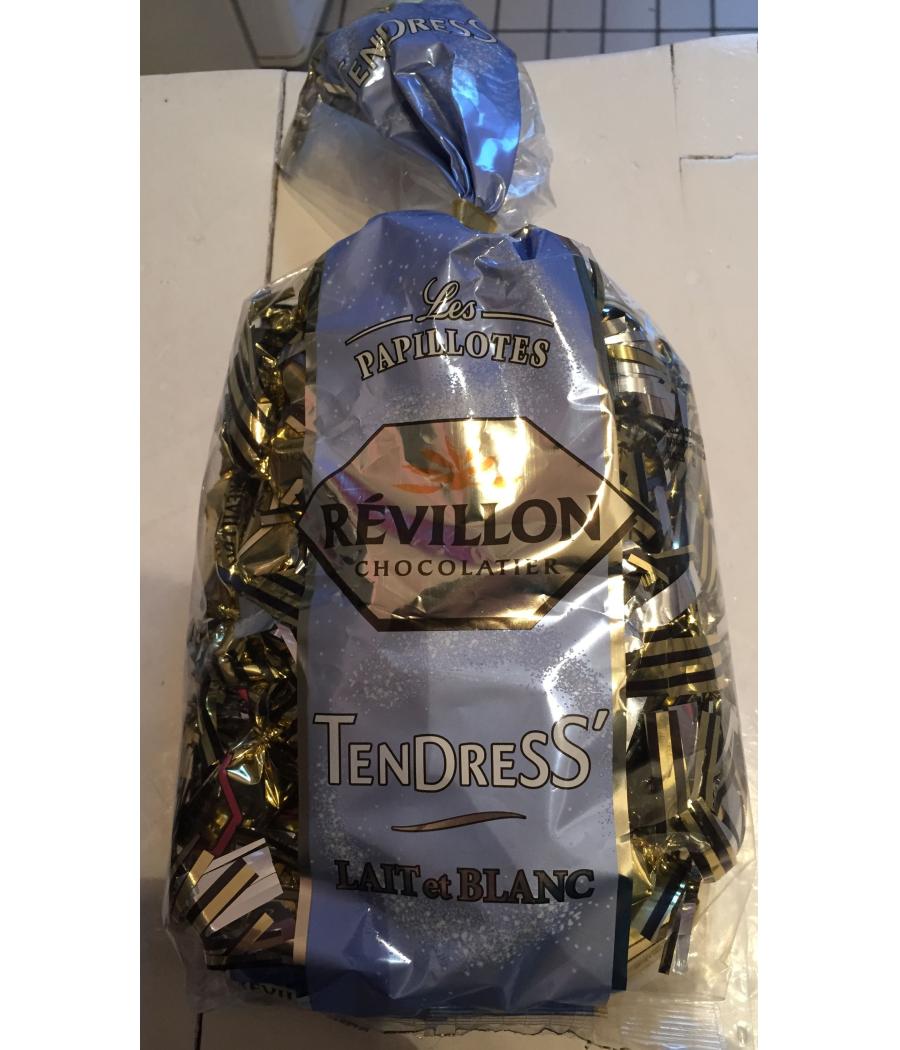 TENDRESS'
Les
PAPILLOTES
RÉVILLON
CHOCOLATIER
TENDRESS'
LAIT et BLANC